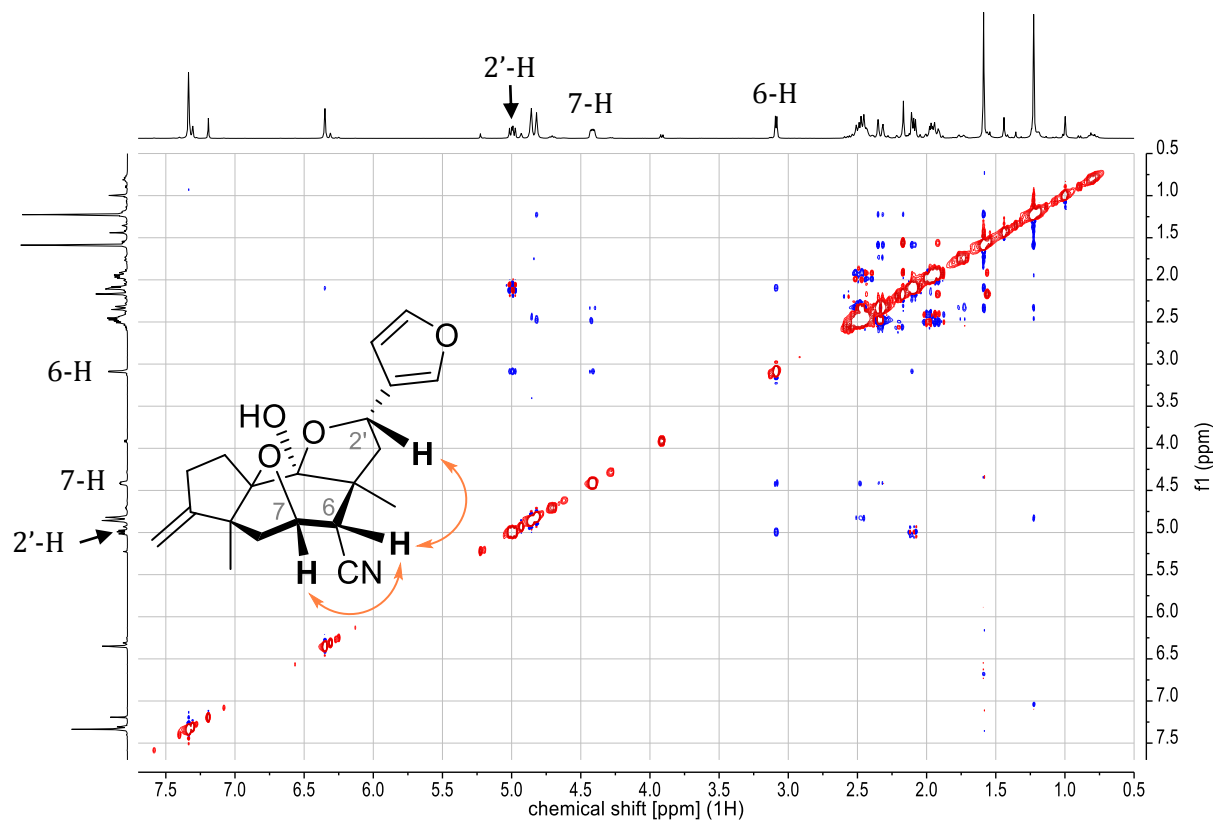 2'-H
7-H
6-H
0.5
1.0
1.5
2.0
2.5
3.0
3.5
4.0
4.5
5.0
5.5
6.0
6.5
7.0
7.5
f1 (ppm)
6-H
7-H
2'-H
O
HO
O
2'
H
O
7
6
H
H
CN
7.5 7.0 6.5 6.0 5.5 5.0 4.5 4.0 3.5 3.0 2.5 2.0 1.5 1.0 0.5
chemical shift [ppm] (1H)